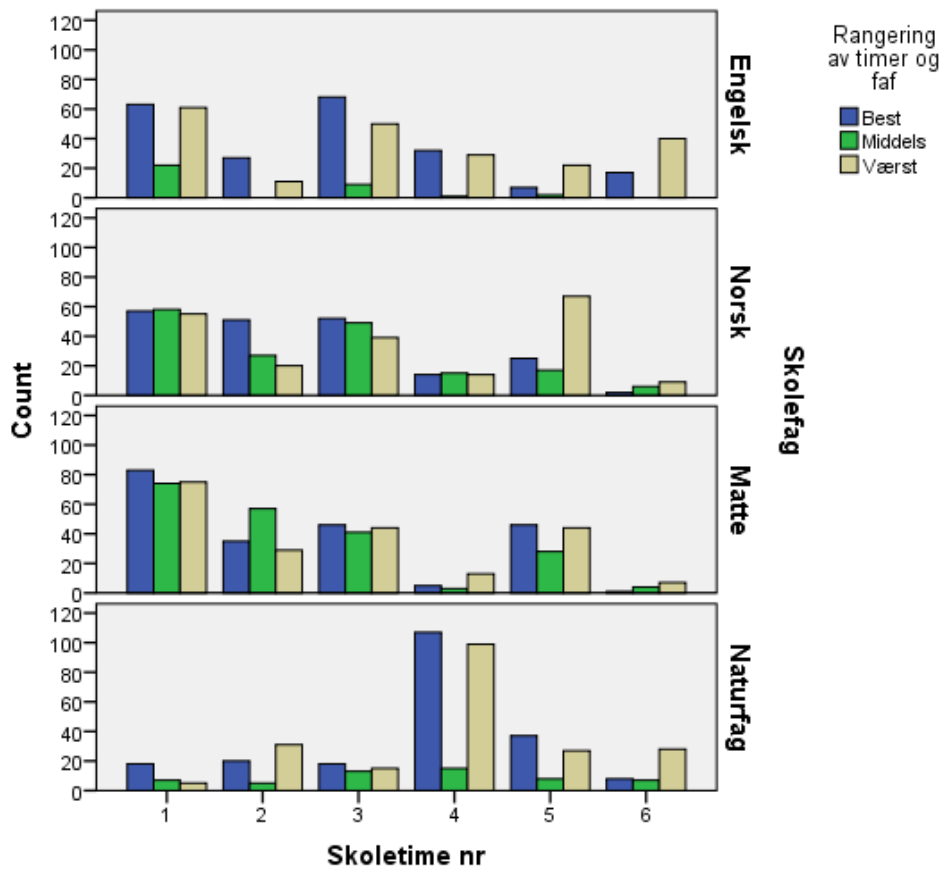 Rangering
av timer og
faf
Best
Middels
Værst
120
100
80
60
40
20
0
Engelsk
120
100
80
60
40
20
0
Norsk
120
100
80
60
40
20
0
Matte
120
100
80
60
40
20
0
Naturfag
Count
Skolefag
1 2 3 4 5 6
Skoletime nr